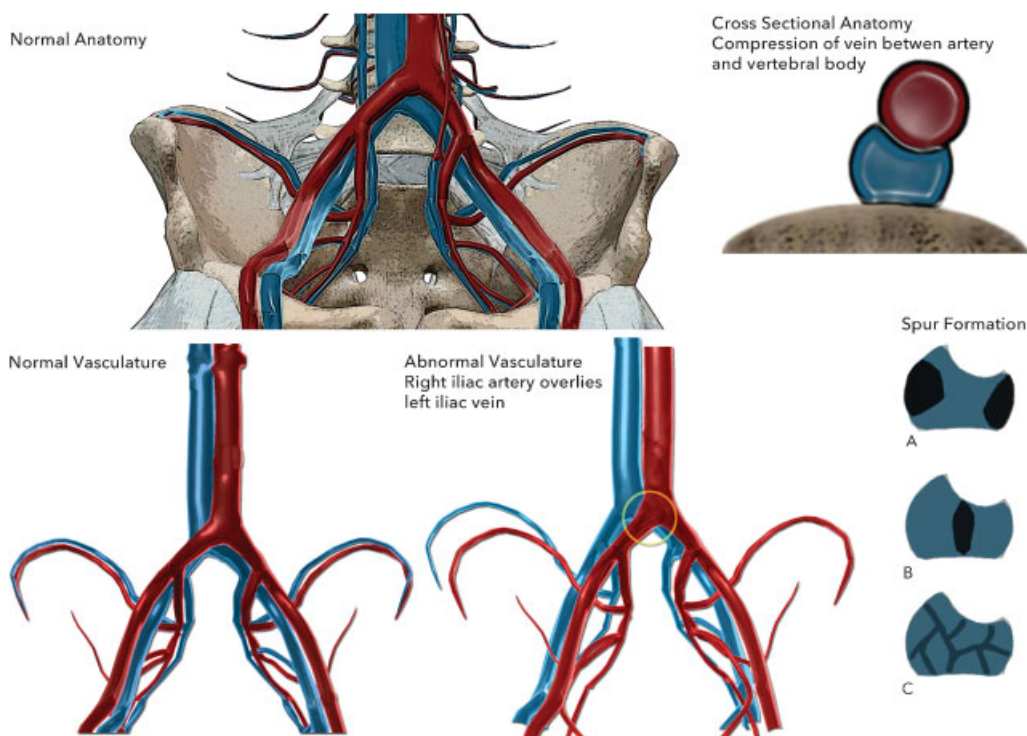 Normal Anatomy
Cross Sectional Anatomy
Compression of vein betwen artery
and vertebral body
Normal Vasculature
Abnormal Vasculature
Right iliac artery overlies
left iliac vein
Spur Formation
A
B
C